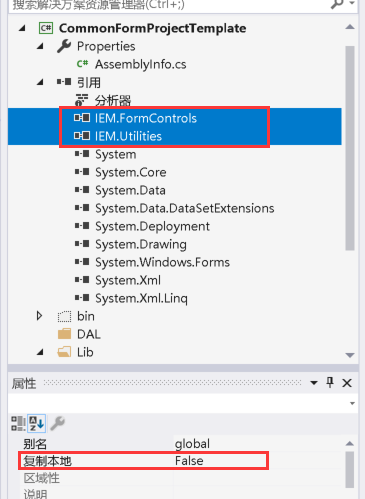 搜索解决方案资源管理器(Ctrl+;)
CommonFormProjectTemplate
Properties
C# AssemblyInfo.cs
引用
分析器
IEM.FormControls
IEM.Utilities
System
System.Core
System.Data
System.Data.DataSetExtensions
System.Deployment
System.Drawing
System.Windows.Forms
System.Xml
System.Xml.Linq
bin
DAL
Lib
属性
别名 global
复制本地 False
区域性
说明